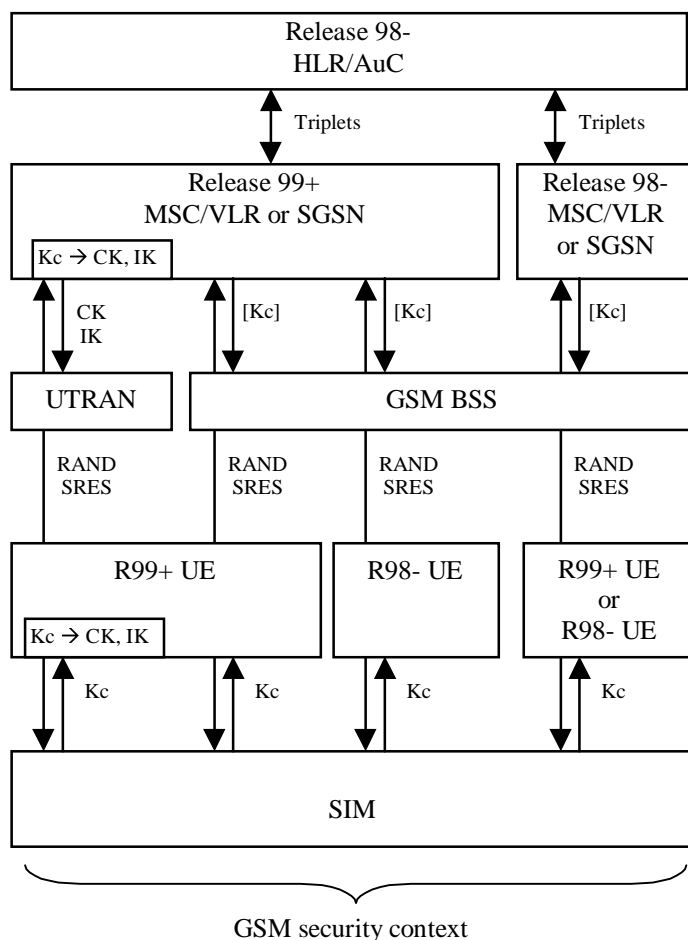 Release 98-
HLR/AuC
Triplets
Triplets
Release 99+
MSC/VLR or SGSN
Release 98-
MSC/VLR
or SGSN
Kc → CK, IK
CK
IK
[Kc]
[Kc]
[Kc]
UTRAN
GSM BSS
RAND
SRES
RAND
SRES
RAND
SRES
RAND
SRES
R99+ UE
R98- UE
R99+ UE
or
R98- UE
Kc → CK, IK
Kc
Kc
Kc
Kc
SIM
GSM security context